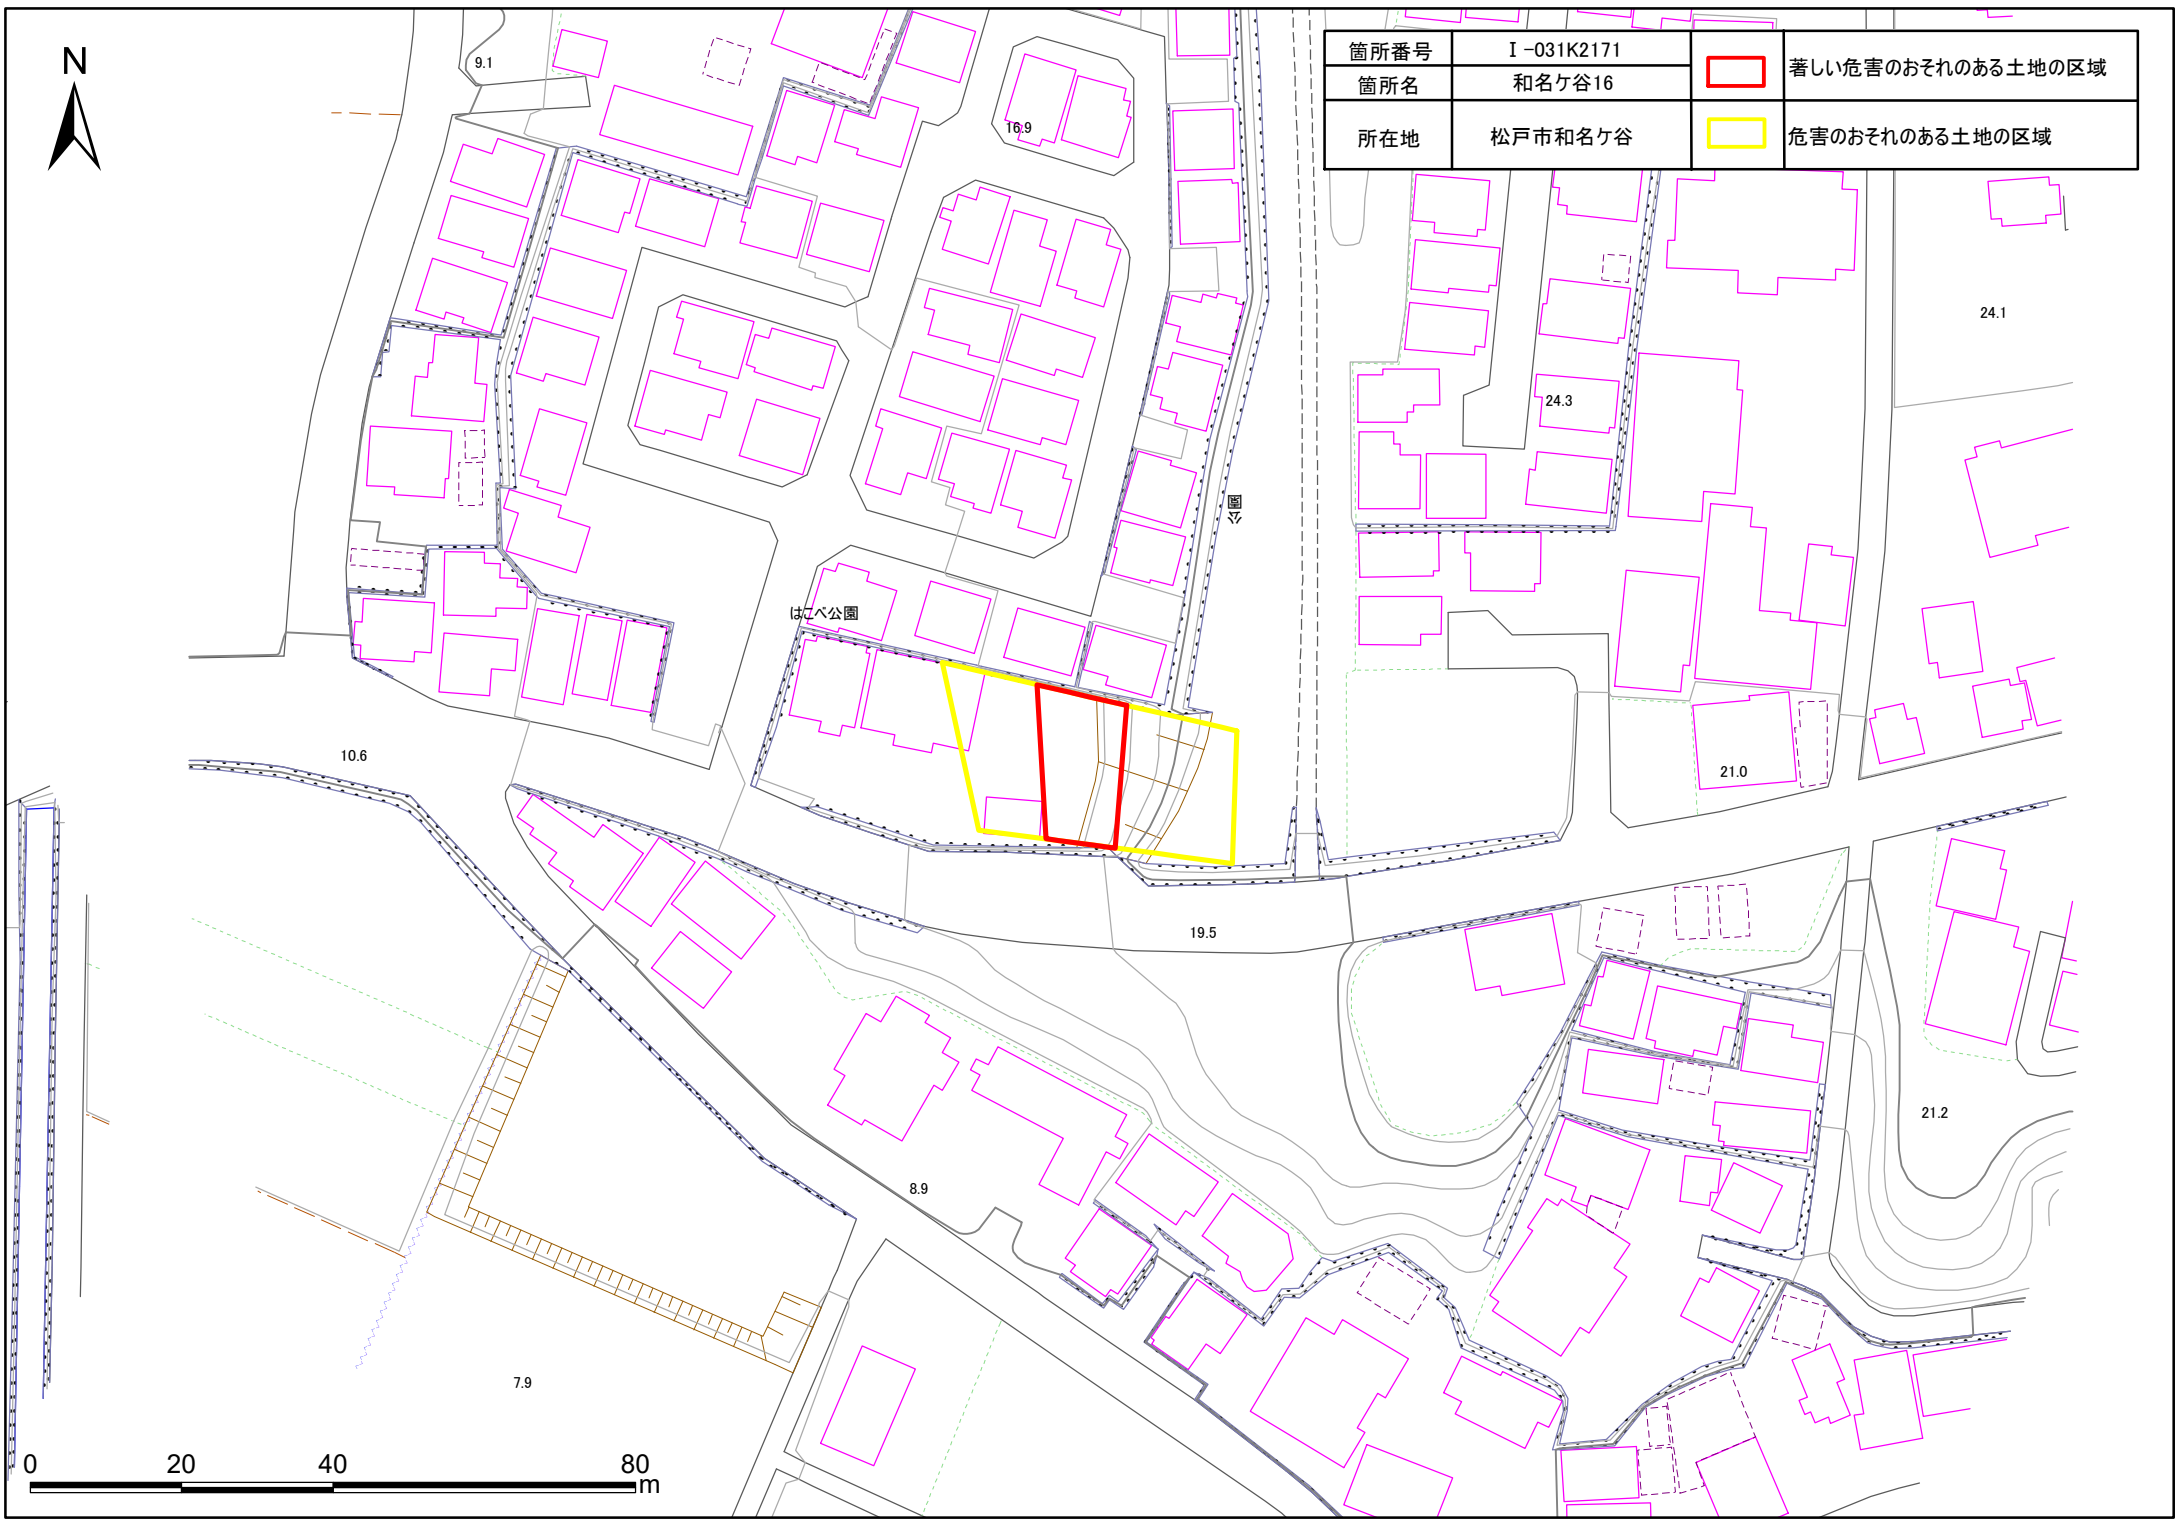 N
箇所番号 Ⅰ-031K2171
箇所名 和名ケ谷16
所在地 松戸市和名ケ谷
著しい危害のおそれのある土地の区域
危害のおそれのある土地の区域
9.1
16.9
24.1
24.3
公園
はこべ公園
10.6
21.0
19.5
21.2
8.9
7.9
0 20 40 80
m